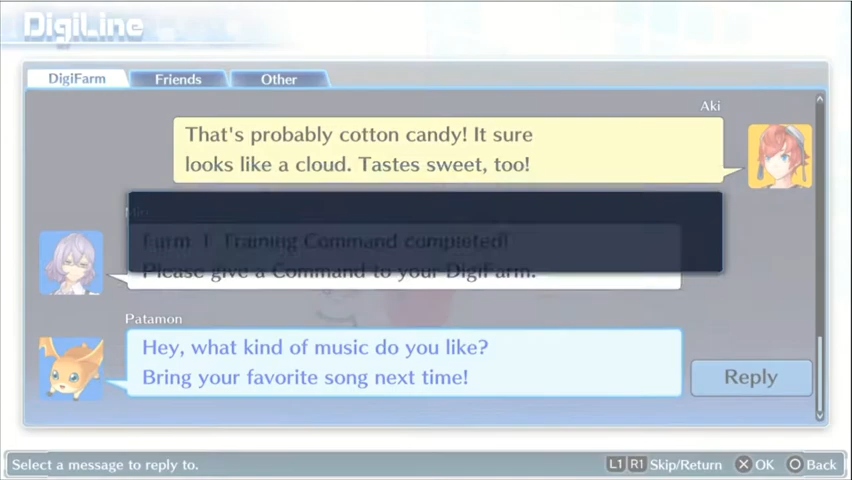 DigiLine
DigiFarm Friends Other
Aki
That's probably cotton candy! It sure
looks like a cloud. Tastes sweet, too!
Farm 1 Training Command completed!
Please give a Command to your DigiFarm.
Patamon
Hey, what kind of music do you like?
Bring your favorite song next time!
Reply
Select a message to reply to.
L1 R1 Skip/Return OK Back